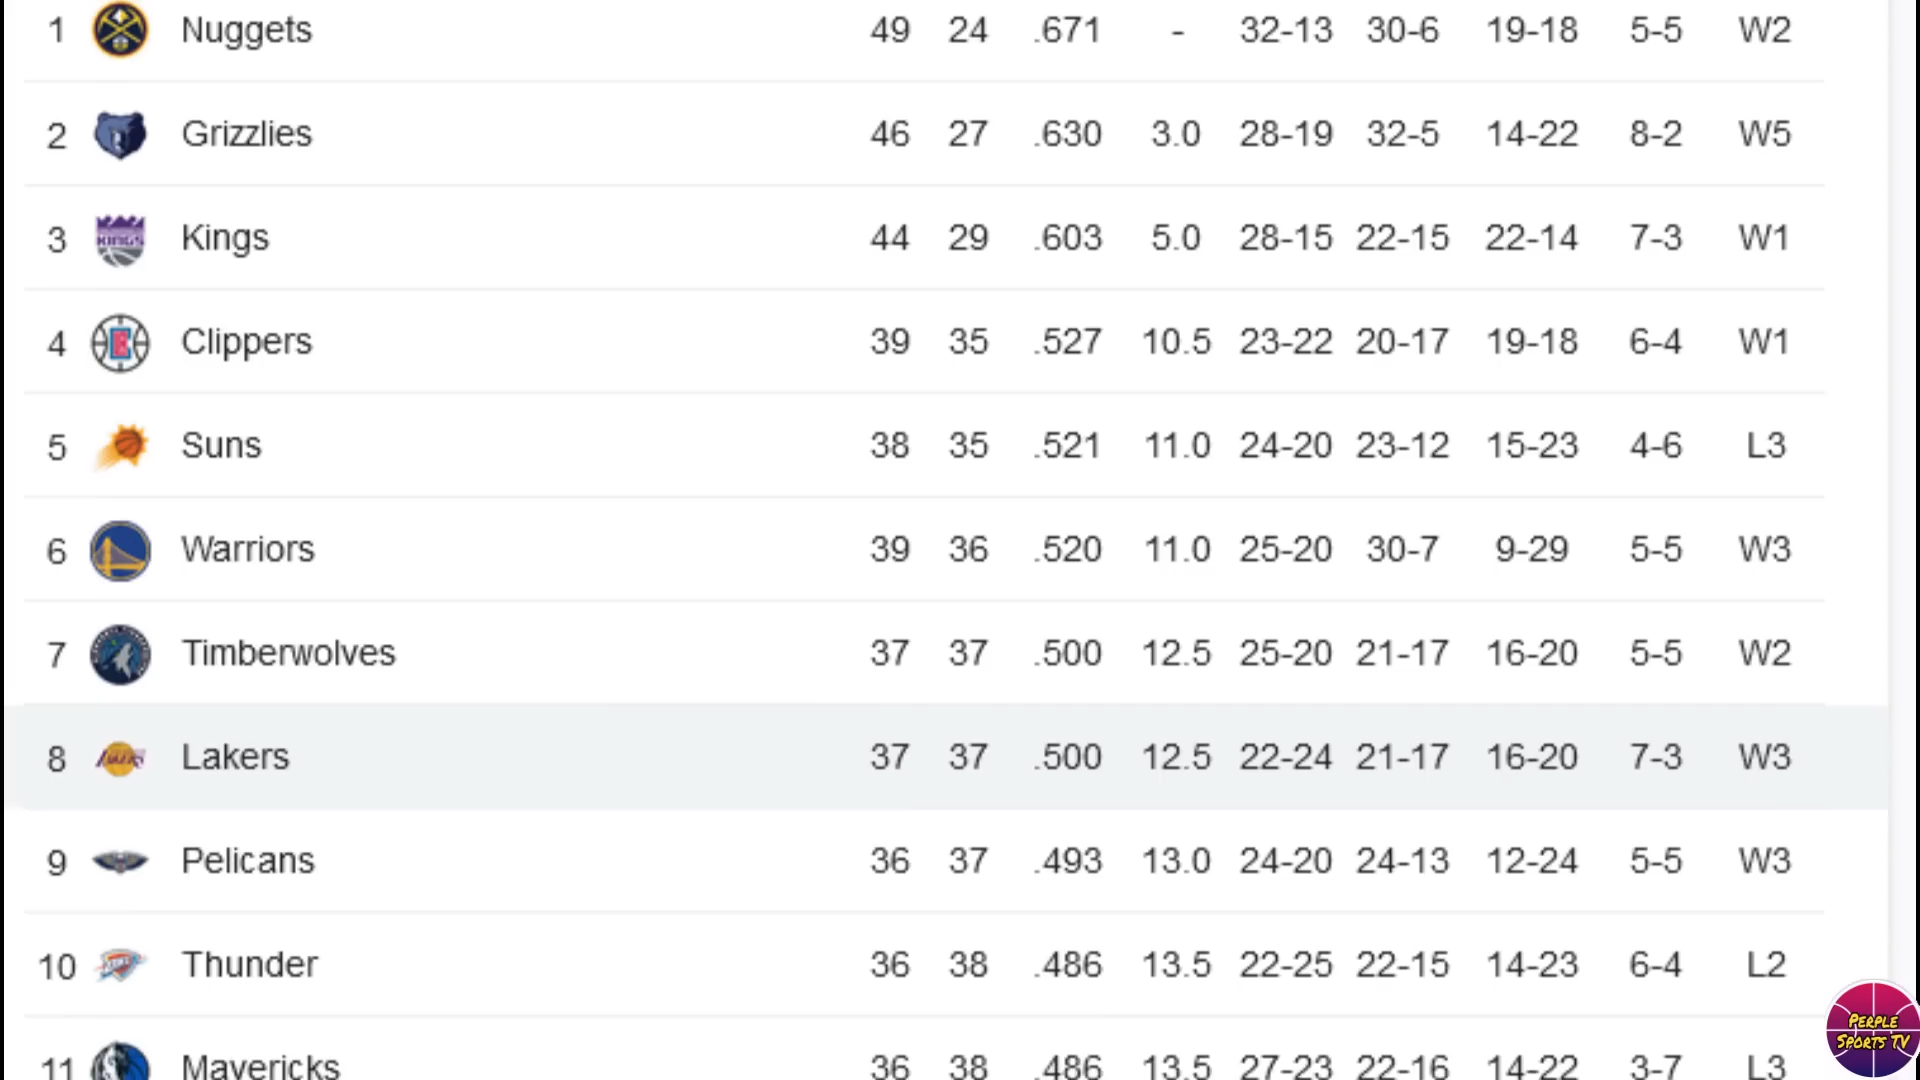 1 Nuggets 49 24 .671 - 32-13 30-6 19-18 5-5 W2
2 Grizzlies 46 27 .630 3.0 28-19 32-5 14-22 8-2 W5
3 KINGS Kings 44 29 .603 5.0 28-15 22-15 22-14 7-3 W1
4 Clippers 39 35 .527 10.5 23-22 20-17 19-18 6-4 W1
5 Suns 38 35 .521 11.0 24-20 23-12 15-23 4-6 L3
6 Warriors 39 36 .520 11.0 25-20 30-7 9-29 5-5 W3
7 Timberwolves 37 37 .500 12.5 25-20 21-17 16-20 5-5 W2
8 Lakers 37 37 .500 12.5 22-24 21-17 16-20 7-3 W3
9 Pelicans 36 37 .493 13.0 24-20 24-13 12-24 5-5 W3
10 Thunder 36 38 .486 13.5 22-25 22-15 14-23 6-4 L2
11 Mavericks 36 38 .486 13.5 27-23 22-16 14-22 3-7 L3
PERPLE
SPORTS TV